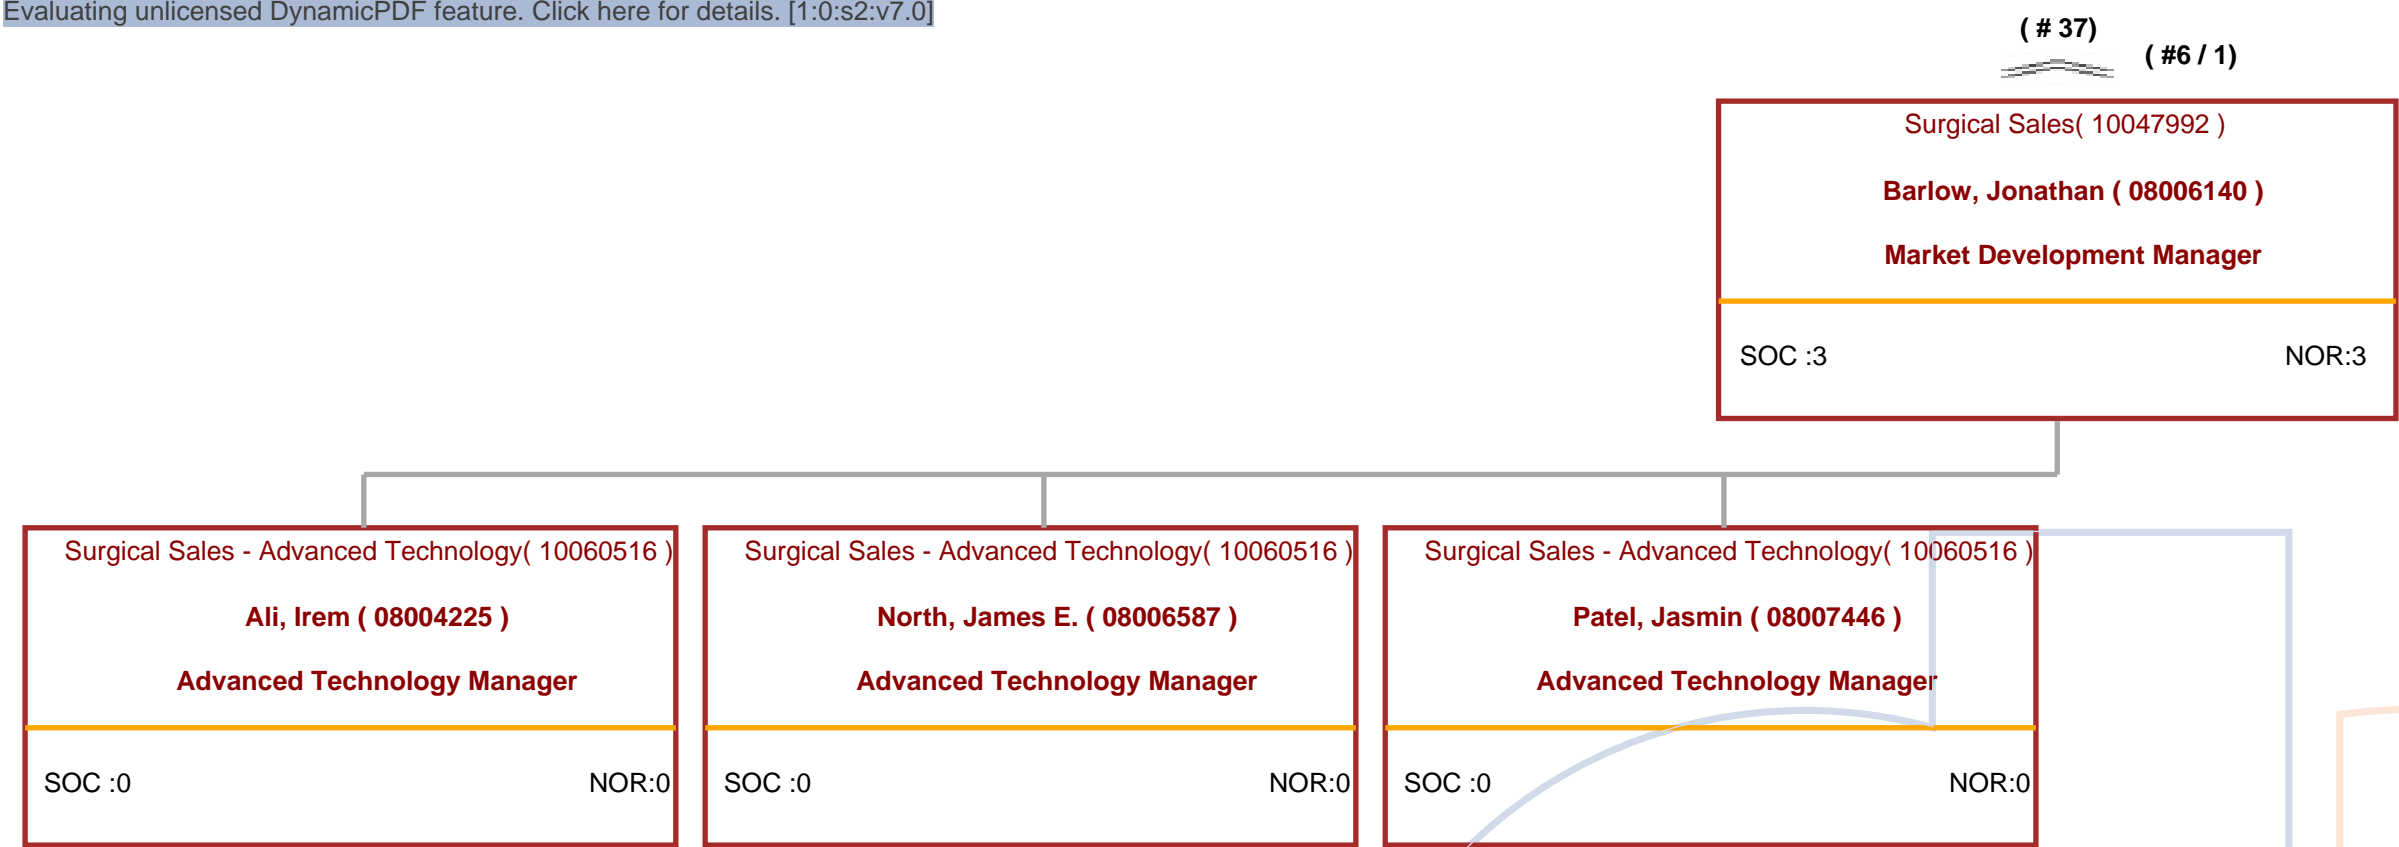 Evaluating unlicensed DynamicPDF feature. Click here for details. [1:0:s2:v7.0]
( # 37)
( #6 / 1)
Surgical Sales( 10047992 )
Barlow, Jonathan ( 08006140 )
Market Development Manager
SOC :3 NOR:3
Surgical Sales - Advanced Technology( 10060516 )
Ali, Irem ( 08004225 )
Advanced Technology Manager
SOC :0 NOR:0
Surgical Sales - Advanced Technology( 10060516 )
North, James E. ( 08006587 )
Advanced Technology Manager
SOC :0 NOR:0
Surgical Sales - Advanced Technology( 10060516 )
Patel, Jasmin ( 08007446 )
Advanced Technology Manager
SOC :0 NOR:0